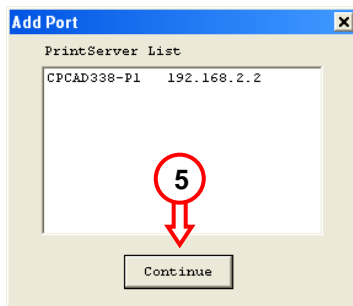 Add Port
PrintServer List
CPCAD338-P1 192.168.2.2
5
Continue